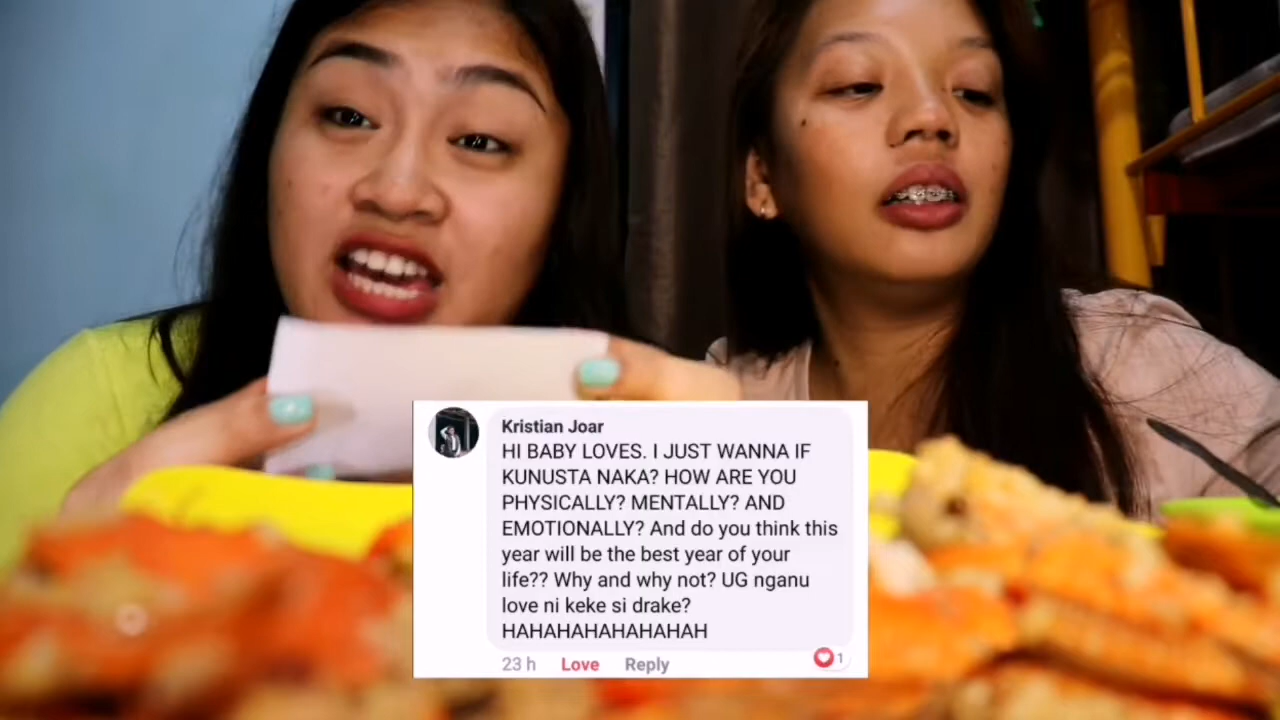 Kristian Joar
HI BABY LOVES. I JUST WANNA IF
KUNUSTA NAKA? HOW ARE YOU
PHYSICALLY? MENTALLY? AND
EMOTIONALLY? And do you think this
year will be the best year of your
life?? Why and why not? UG nganu
love ni keke si drake?
HAHAHAHAHAHAHAH
23 h Love Reply 1